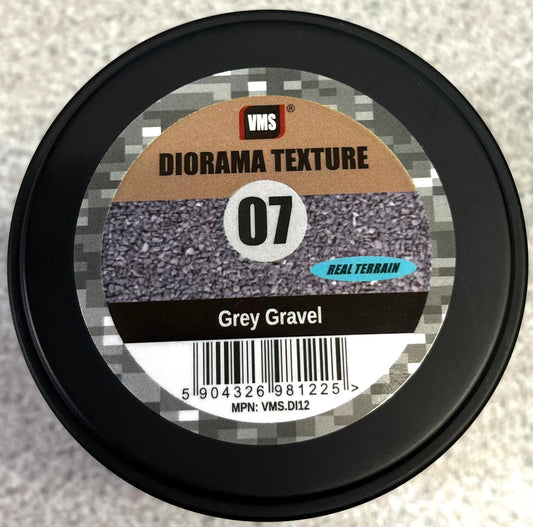 VMS®
DIORAMA TEXTURE
07
REAL TERRAIN
Grey Gravel
5 904326 981225 >
MPN: VMS.DI12